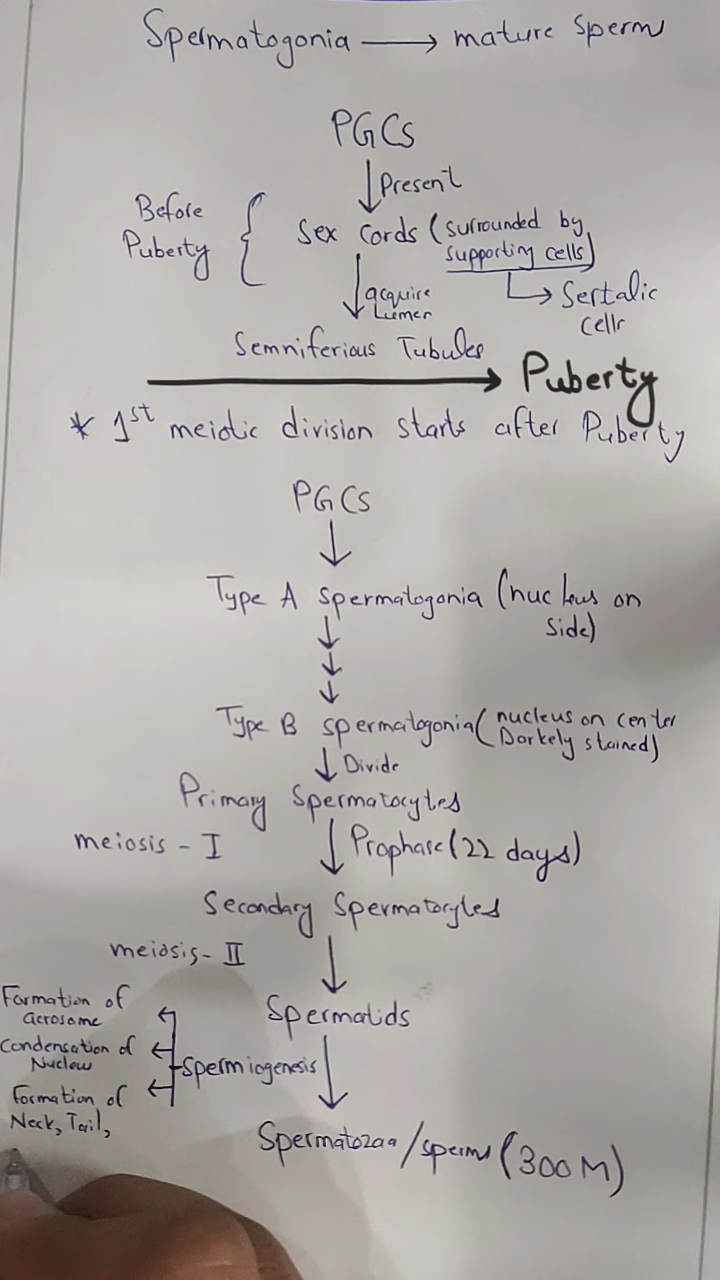 Spermatogonia → mature sperm
PGCs
↓ Present
Before
Puberty { Sex Cords (surrounded by
supporting cells)
↓ acquire
Lumen
↳ Sertalic
cells
Semniferious Tubules
→ Puberty
* 1st meiotic division starts after Puberty
PGCs
↓
Type A spermatogonia (nucleus on
side)
↓
↓
↓
Type B spermatogonia (nucleus on center
Darkely stained)
↓ Divide
Primary Spermatocytes
meiosis - I ↓ Prophase (22 days)
Secondary Spermatocytes
meiosis - II ↓
Spermatids
Formation of
acrosome
Condensation of
Nucleus
Formation of
Neck, Tail,
Spermiogenesis ↓
Spermatozoa / sperms (300 M)